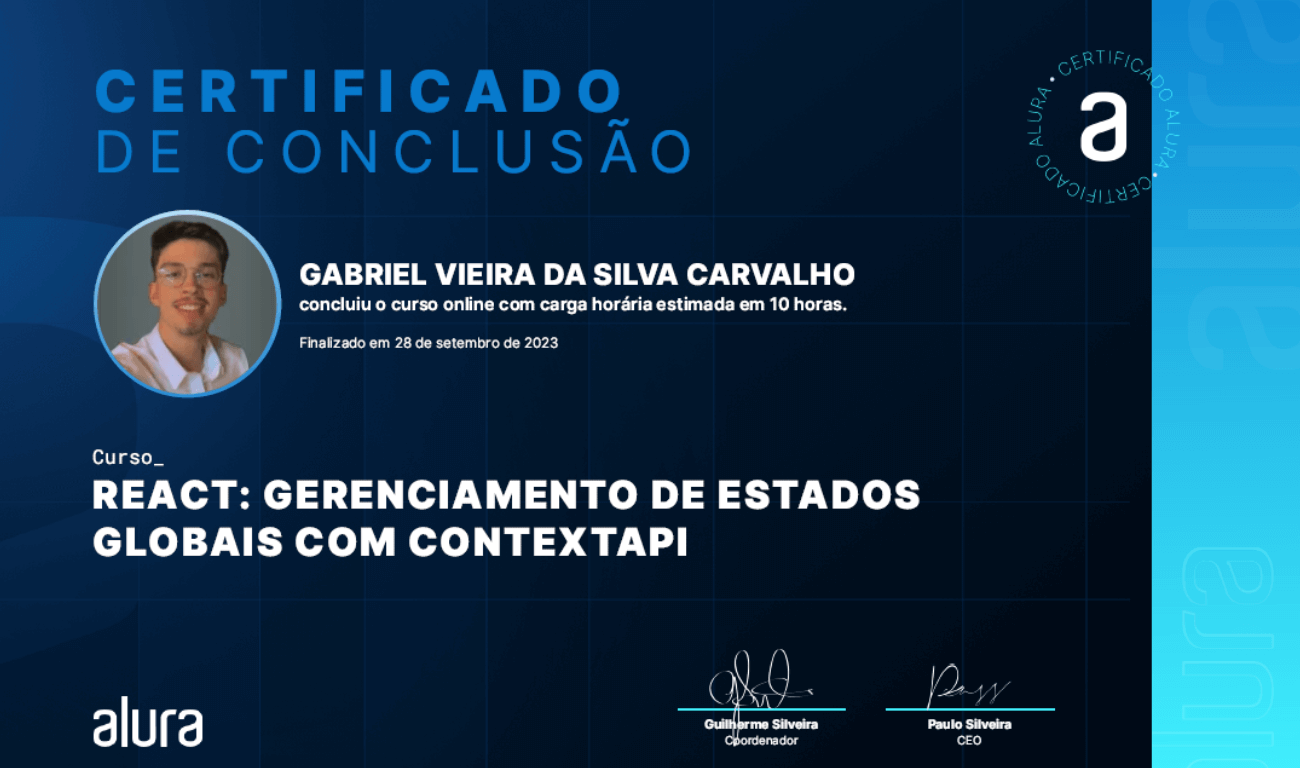 CERTIFICADO
DE CONCLUSÃO
• CERTIFICADO ALURA • CERTIFICADO ALURA
a
GABRIEL VIEIRA DA SILVA CARVALHO
concluiu o curso online com carga horária estimada em 10 horas.
Finalizado em 28 de setembro de 2023
Curso_
REACT: GERENCIAMENTO DE ESTADOS
GLOBAIS COM CONTEXTAPI
alura
Guilherme Silveira
Coordenador
Paulo Silveira
CEO
alura
alura